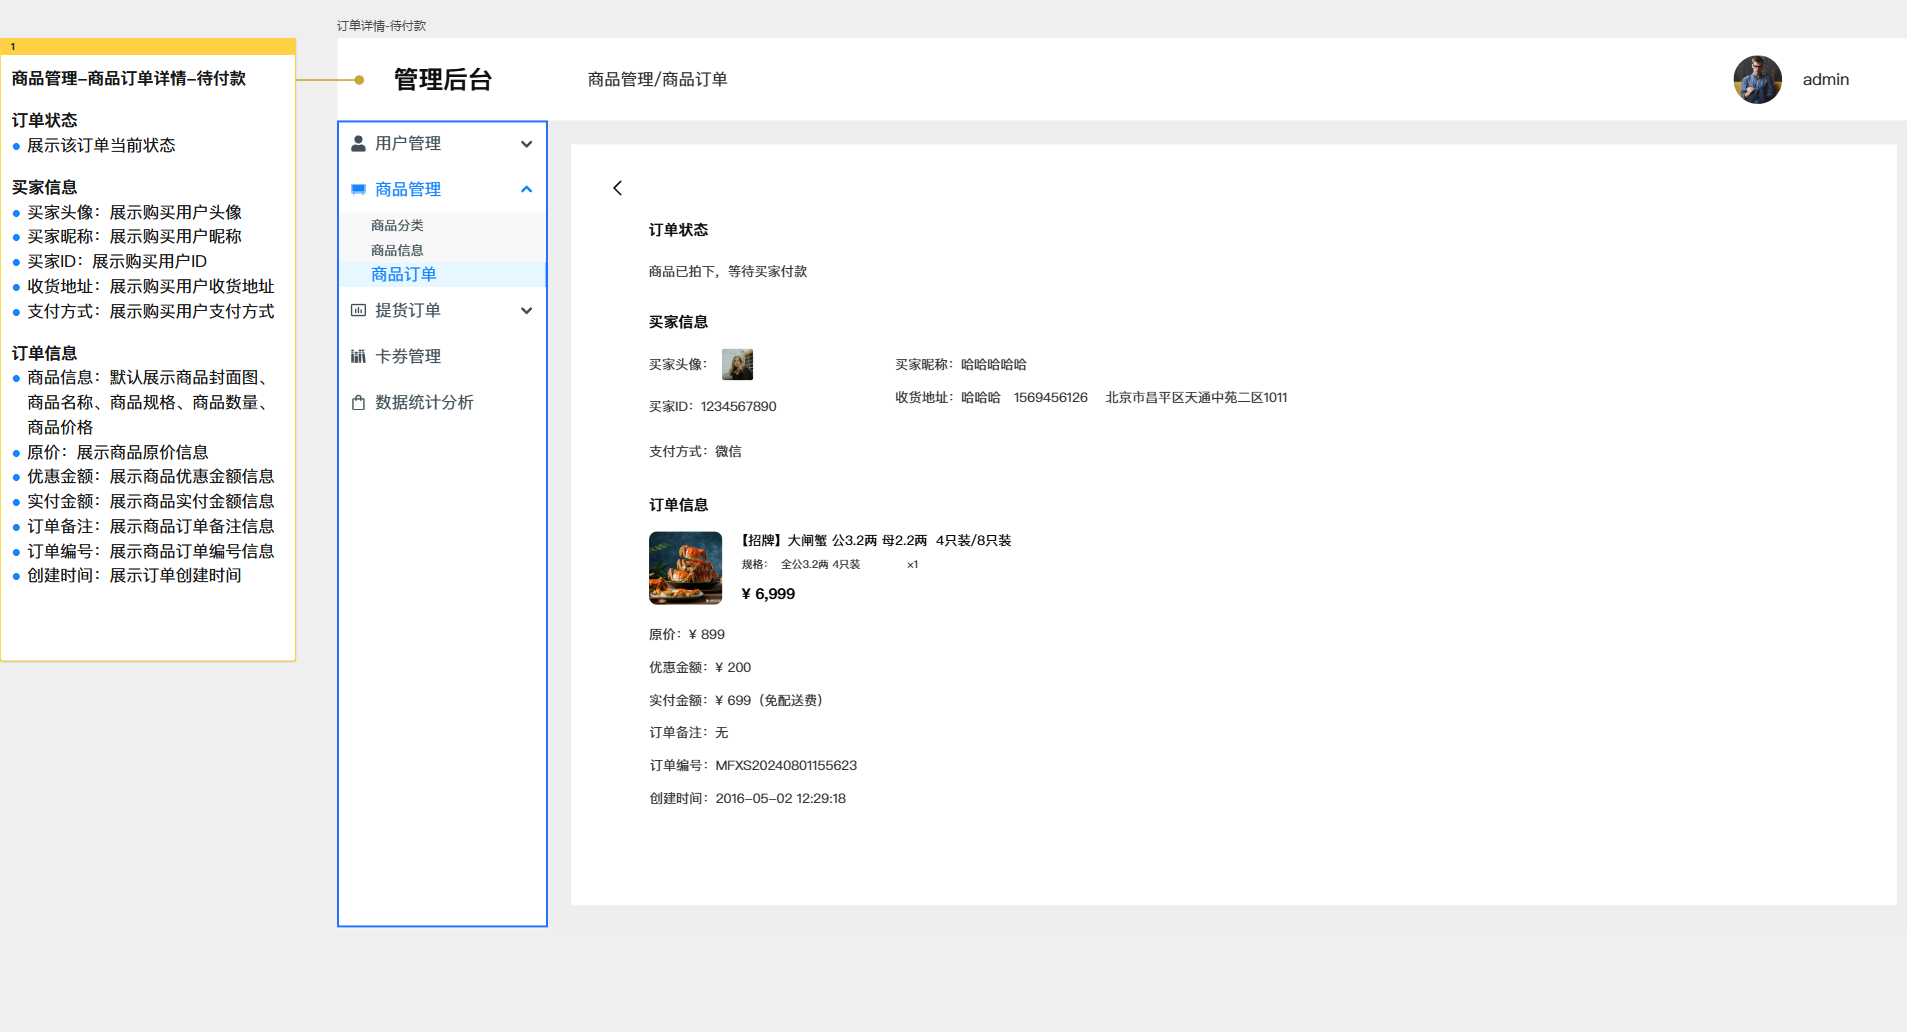 订单详情-待付款
1
商品管理–商品订单详情–待付款
订单状态
展示该订单当前状态
买家信息
买家头像：展示购买用户头像
买家昵称：展示购买用户昵称
买家ID：展示购买用户ID
收货地址：展示购买用户收货地址
支付方式：展示购买用户支付方式
订单信息
商品信息：默认展示商品封面图、
商品名称、商品规格、商品数量、
商品价格
原价：展示商品原价信息
优惠金额：展示商品优惠金额信息
实付金额：展示商品实付金额信息
订单备注：展示商品订单备注信息
订单编号：展示商品订单编号信息
创建时间：展示订单创建时间
管理后台
商品管理/商品订单
admin
用户管理
商品管理
商品分类
商品信息
商品订单
提货订单
卡券管理
数据统计分析
订单状态
商品已拍下，等待买家付款
买家信息
买家头像：
买家昵称：哈哈哈哈哈
收货地址：哈哈哈 1569456126 北京市昌平区天通中苑二区1011
买家ID：1234567890
支付方式：微信
订单信息
【招牌】大闸蟹 公3.2两 母2.2两 4只装/8只装
规格： 全公3.2两 4只装 ×1
¥ 6,999
原价：¥ 899
优惠金额：¥ 200
实付金额：¥ 699（免配送费）
订单备注：无
订单编号：MFXS20240801155623
创建时间：2016–05–02 12:29:18